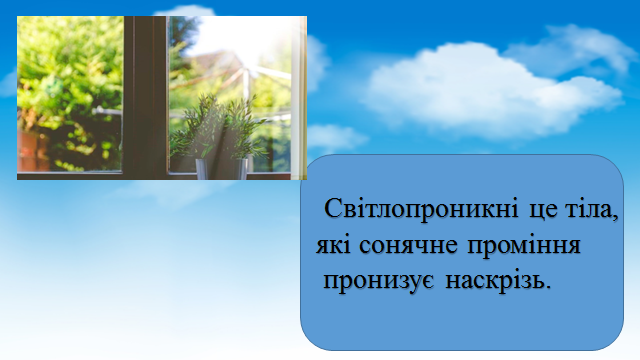 Світлопроникні це тіла,
які сонячне проміння
пронизує наскрізь.